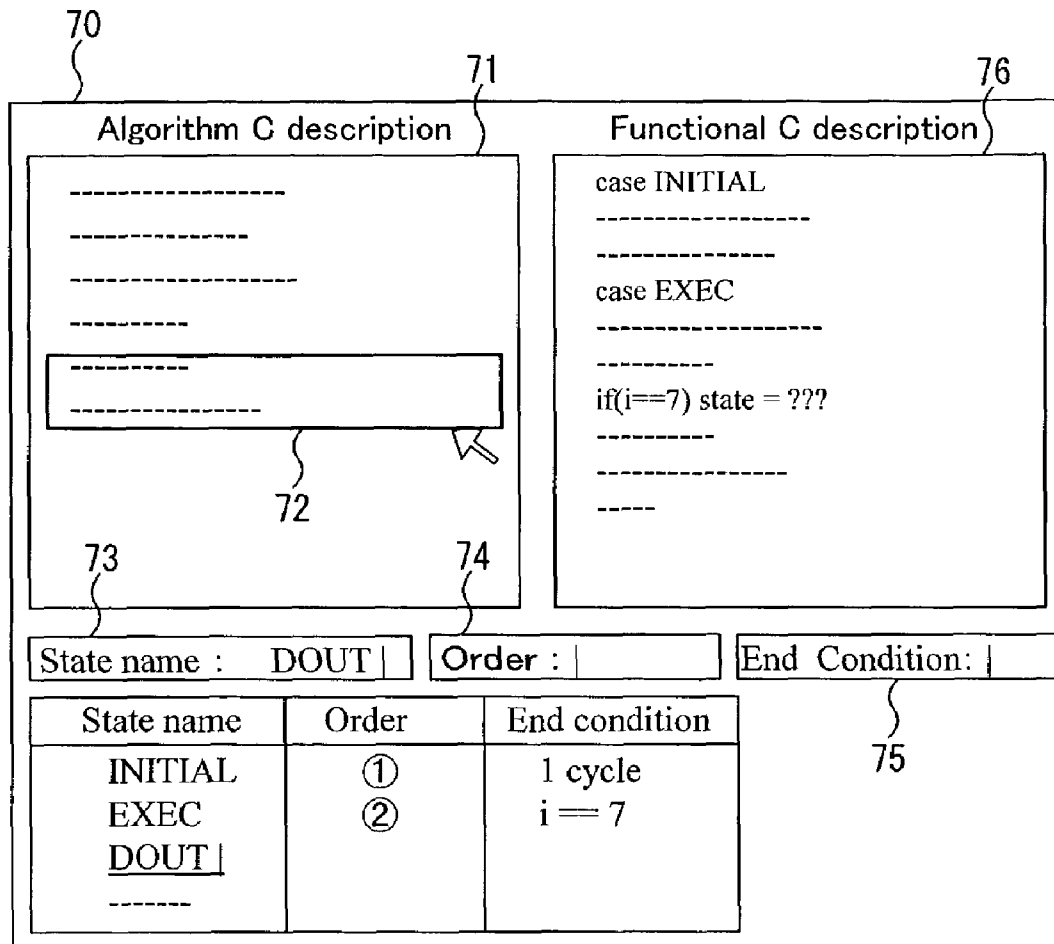 70
71
76
Algorithm C description
Functional C description
case INITIAL
case EXEC
if(i==7) state = ???
72
73
74
State name : DOUT
Order :
End Condition:
75
State name Order End condition
INITIAL ① 1 cycle
EXEC ② i == 7
DOUT